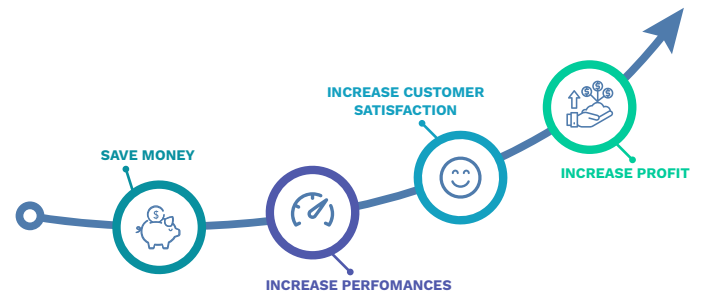 SAVE MONEY
INCREASE PERFOMANCES
INCREASE CUSTOMER
SATISFACTION
INCREASE PROFIT
$
$
$
$